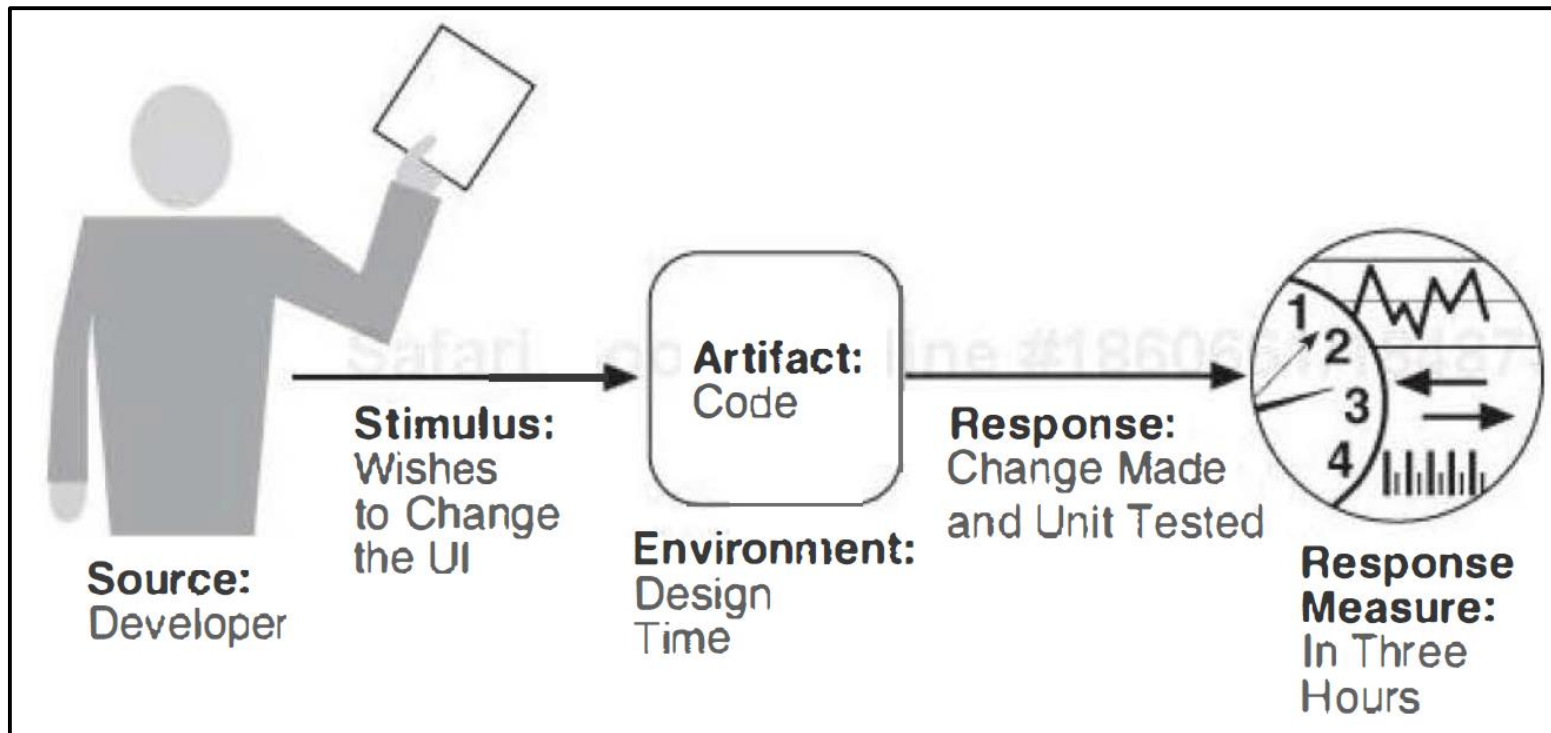 Source:
Developer
Stimulus:
Wishes
to Change
the UI
Artifact:
Code
Environment:
Design
Time
Response:
Change Made
and Unit Tested
1
2
3
4
Response
Measure:
In Three
Hours
Safari